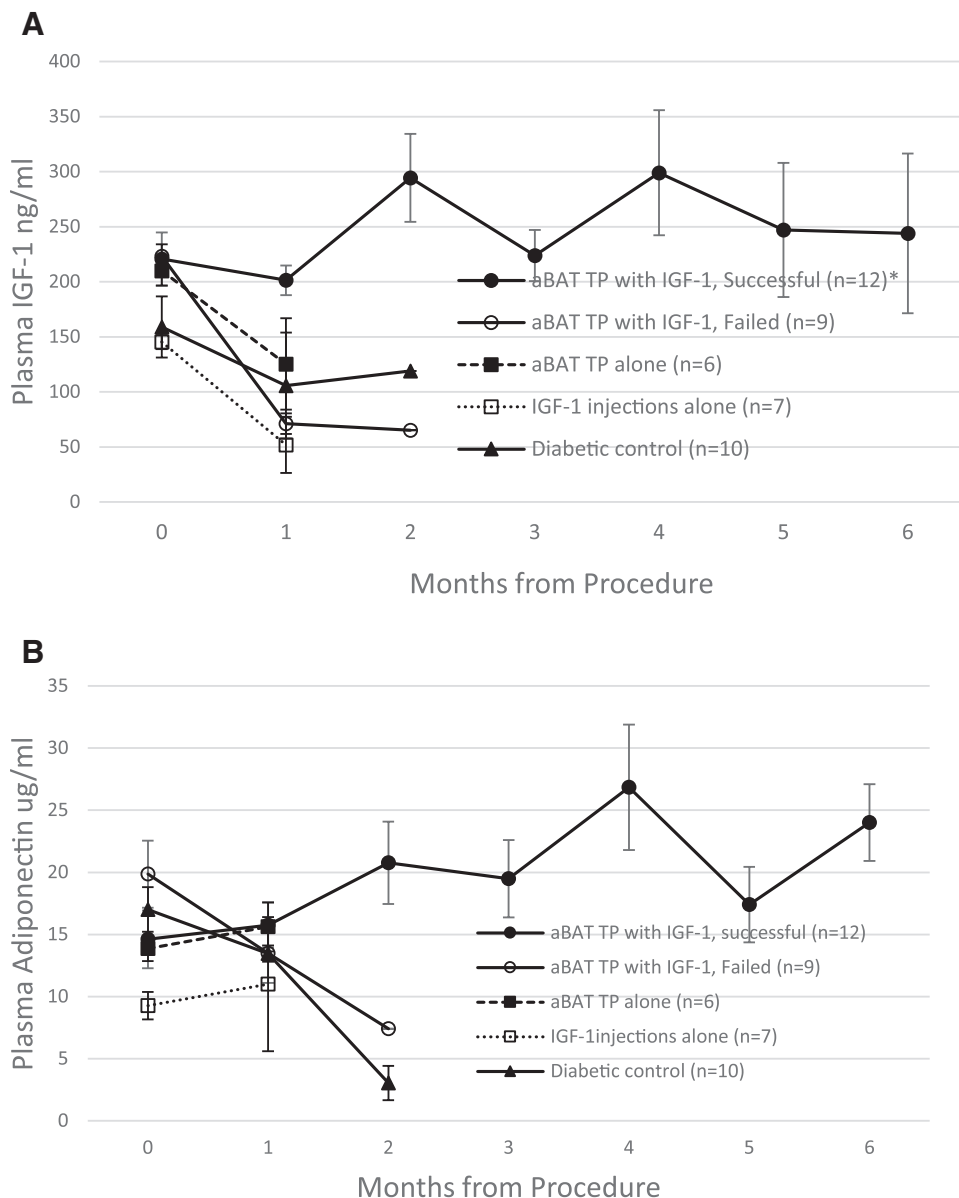 A
400
350
300
250
200
150
100
50
0
Plasma IGF-1 ng/ml
aBAT TP with IGF-1, Successful (n=12)*
aBAT TP with IGF-1, Failed (n=9)
aBAT TP alone (n=6)
IGF-1 injections alone (n=7)
Diabetic control (n=10)
0 1 2 3 4 5 6
Months from Procedure
B
35
30
25
20
15
10
5
0
Plasma Adiponectin ug/ml
aBAT TP with IGF-1, successful (n=12)
aBAT TP with IGF-1, Failed (n=9)
aBAT TP alone (n=6)
IGF-1injections alone (n=7)
Diabetic control (n=10)
0 1 2 3 4 5 6
Months from Procedure